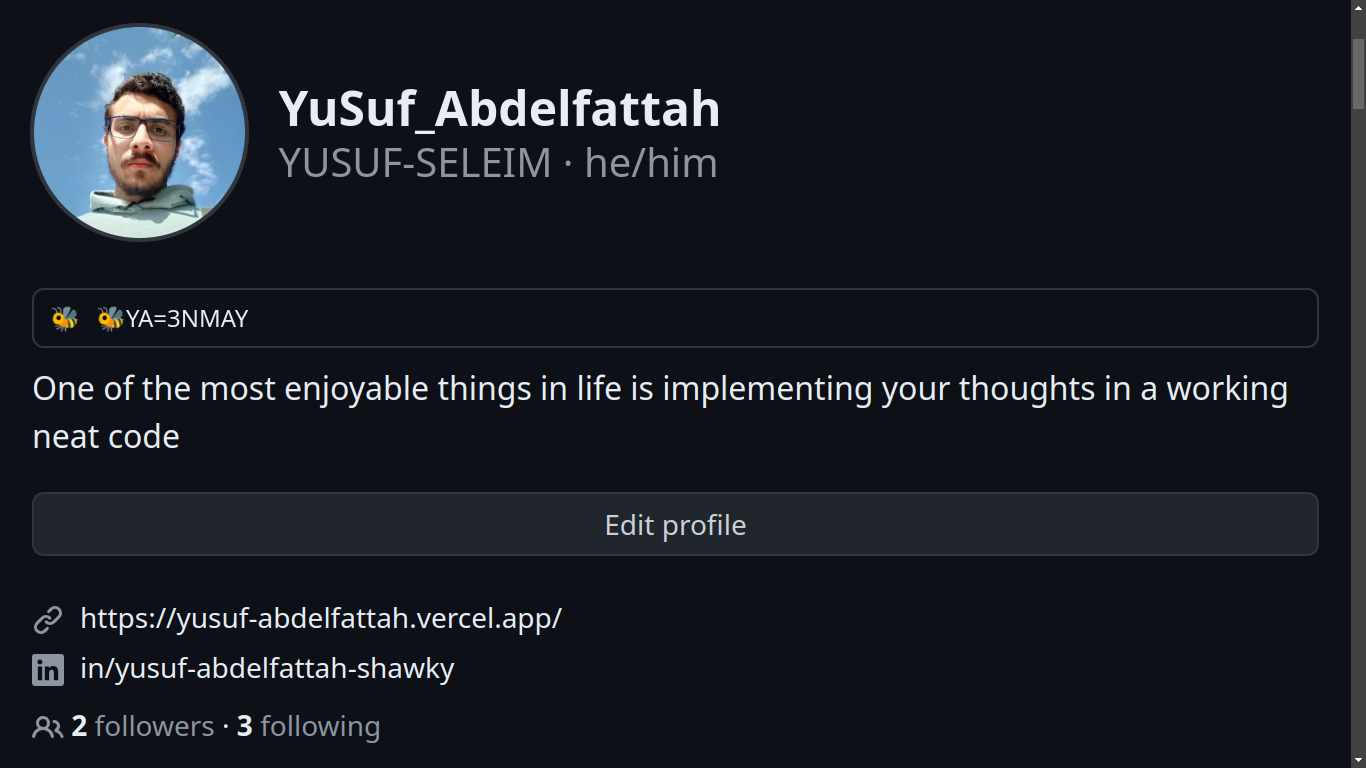 YuSuf_Abdelfattah
YUSUF-SELEIM · he/him
🐝 🐝YA=3NMAY
One of the most enjoyable things in life is implementing your thoughts in a working
neat code
Edit profile
https://yusuf-abdelfattah.vercel.app/
in/yusuf-abdelfattah-shawky
2 followers · 3 following